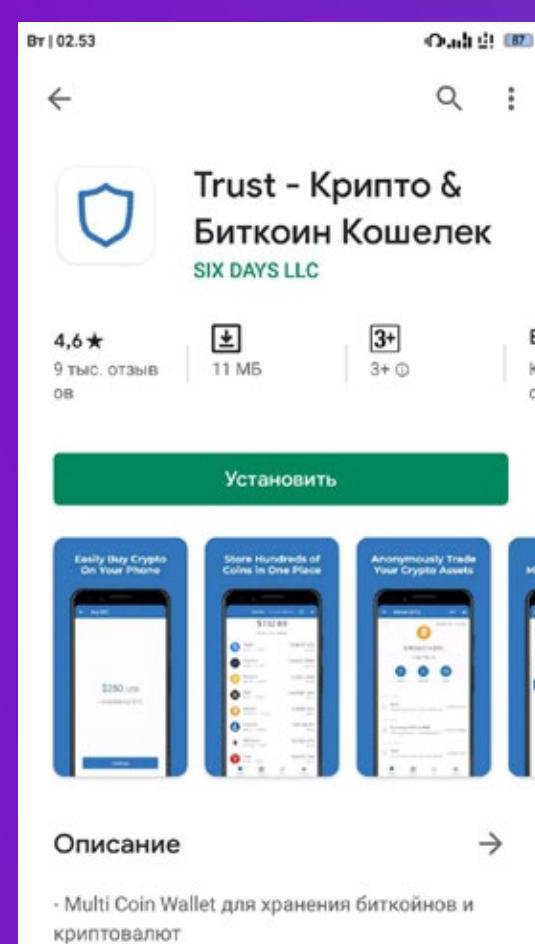 Вт | 02.53
87
Trust - Крипто &
Биткоин Кошелек
SIX DAYS LLC
4,6★
9 тыс. отзыв
ов
11 МБ
3+
3+
Установить
Easily Buy Crypto
On Your Phone
Store Hundreds of
Coins in One Place
Anonymously Trade
Your Crypto Assets
$250
Описание
- Multi Coin Wallet для хранения биткойнов и
криптовалют